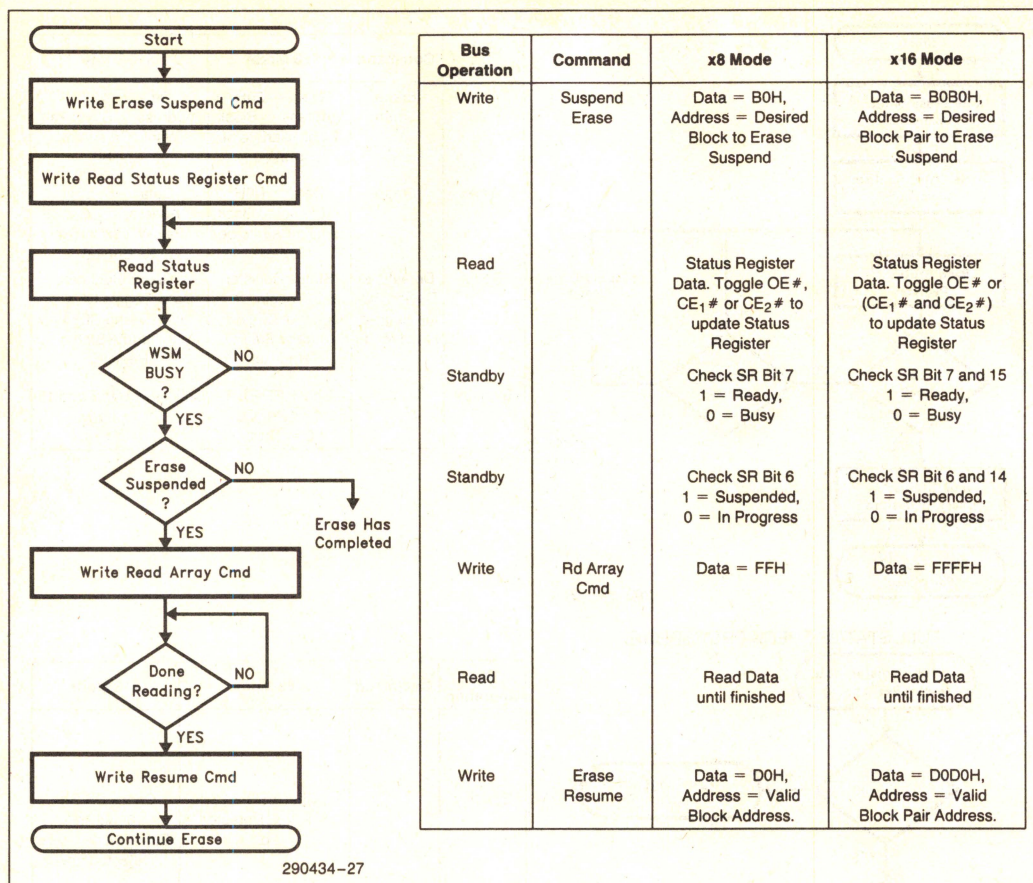 Start
Write Erase Suspend Cmd
Write Read Status Register Cmd
Read Status
Register
WSM
BUSY
?
NO
YES
Erase
Suspended
?
NO
Erase Has
Completed
YES
Write Read Array Cmd
Done
Reading?
NO
YES
Write Resume Cmd
Continue Erase
290434-27
Bus
Operation
Command
x8 Mode
x16 Mode
Write
Suspend
Erase
Data = B0H,
Address = Desired
Block to Erase
Suspend
Data = B0B0H,
Address = Desired
Block Pair to Erase
Suspend
Read
Status Register
Data. Toggle OE#,
CE1# or CE2# to
update Status
Register
Status Register
Data. Toggle OE# or
(CE1# and CE2#)
to update Status
Register
Standby
Check SR Bit 7
1 = Ready,
0 = Busy
Check SR Bit 7 and 15
1 = Ready,
0 = Busy
Standby
Check SR Bit 6
1 = Suspended,
0 = In Progress
Check SR Bit 6 and 14
1 = Suspended,
0 = In Progress
Write
Rd Array
Cmd
Data = FFH
Data = FFFFH
Read
Read Data
until finished
Read Data
until finished
Write
Erase
Resume
Data = D0H,
Address = Valid
Block Address.
Data = D0D0H,
Address = Valid
Block Pair Address.